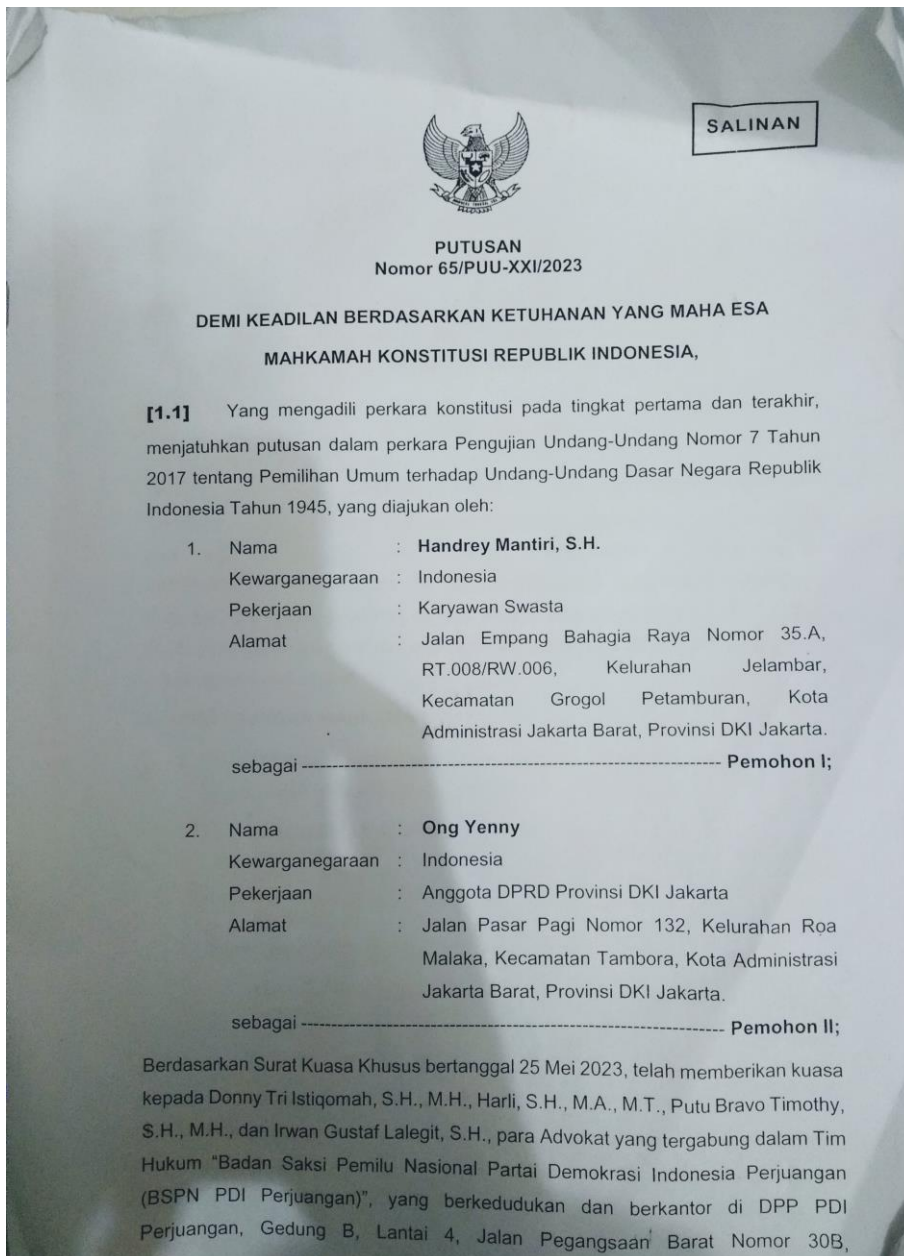 SALINAN
PUTUSAN
Nomor 65/PUU-XXI/2023
DEMI KEADILAN BERDASARKAN KETUHANAN YANG MAHA ESA
MAHKAMAH KONSTITUSI REPUBLIK INDONESIA,
[1.1] Yang mengadili perkara konstitusi pada tingkat pertama dan terakhir,
menjatuhkan putusan dalam perkara Pengujian Undang-Undang Nomor 7 Tahun
2017 tentang Pemilihan Umum terhadap Undang-Undang Dasar Negara Republik
Indonesia Tahun 1945, yang diajukan oleh:
1. Nama : Handrey Mantiri, S.H.
Kewarganegaraan : Indonesia
Pekerjaan : Karyawan Swasta
Alamat : Jalan Empang Bahagia Raya Nomor 35.A,
RT.008/RW.006, Kelurahan Jelambar,
Kecamatan Grogol Petamburan, Kota
Administrasi Jakarta Barat, Provinsi DKI Jakarta.
sebagai ---------------------------------------------------------------------- Pemohon I;
2. Nama : Ong Yenny
Kewarganegaraan : Indonesia
Pekerjaan : Anggota DPRD Provinsi DKI Jakarta
Alamat : Jalan Pasar Pagi Nomor 132, Kelurahan Roa
Malaka, Kecamatan Tambora, Kota Administrasi
Jakarta Barat, Provinsi DKI Jakarta.
sebagai ---------------------------------------------------------------------- Pemohon II;
Berdasarkan Surat Kuasa Khusus bertanggal 25 Mei 2023, telah memberikan kuasa
kepada Donny Tri Istiqomah, S.H., M.H., Harli, S.H., M.A., M.T., Putu Bravo Timothy,
S.H., M.H., dan Irwan Gustaf Lalegit, S.H., para Advokat yang tergabung dalam Tim
Hukum “Badan Saksi Pemilu Nasional Partai Demokrasi Indonesia Perjuangan
(BSPN PDI Perjuangan)”, yang berkedudukan dan berkantor di DPP PDI
Perjuangan, Gedung B, Lantai 4, Jalan Pegangsaan Barat Nomor 30B,